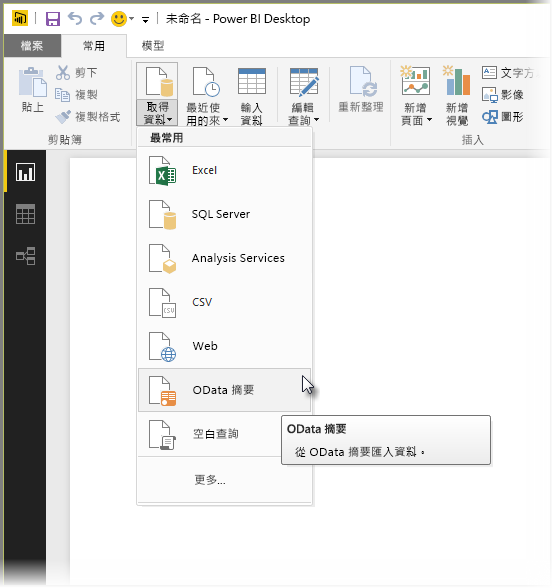 未命名 - Power BI Desktop
檔案 常用 模型
貼上
剪下
複製
複製格式
剪貼簿
取得
資料
最近使
用的來
輸入
資料
編輯
查詢
重新整理
新增
頁面
新增
視覺
文字方
影像
圖形
插入
最常用
Excel
SQL Server
Analysis Services
CSV
CSV
Web
OData 摘要
空白查詢
更多...
OData 摘要
從 OData 摘要匯入資料。